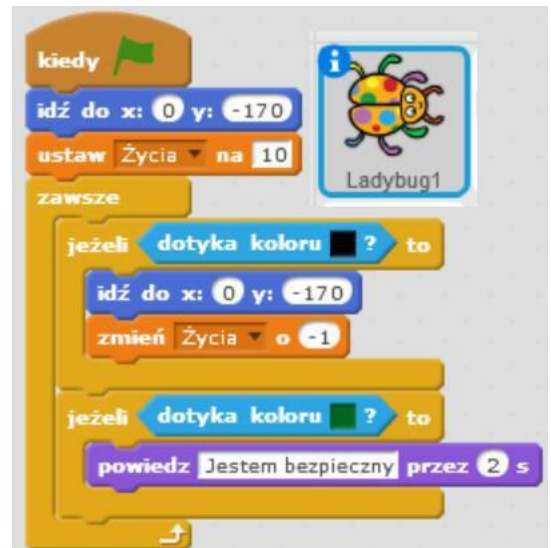 kiedy
idź do x: 0 y: -170
ustaw Życia na 10
zawsze
jeżeli dotyka koloru ? to
idź do x: 0 y: -170
zmień Życia o -1
jeżeli dotyka koloru ? to
powiedz Jestem bezpieczny przez 2 s
i
Ladybug1